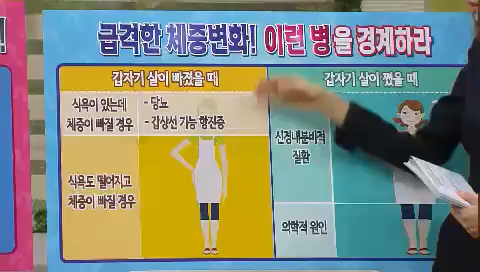 급격한 체중변화! 이런 병을 경계하라
갑자기 살이 빠졌을 때
갑자기 살이 쪘을 때
식욕이 있는데
체중이 빠질 경우
- 당뇨
- 갑상선 기능 항진증
식욕도 떨어지고
체중이 빠질 경우
신경내분비적
질환
의학적 원인